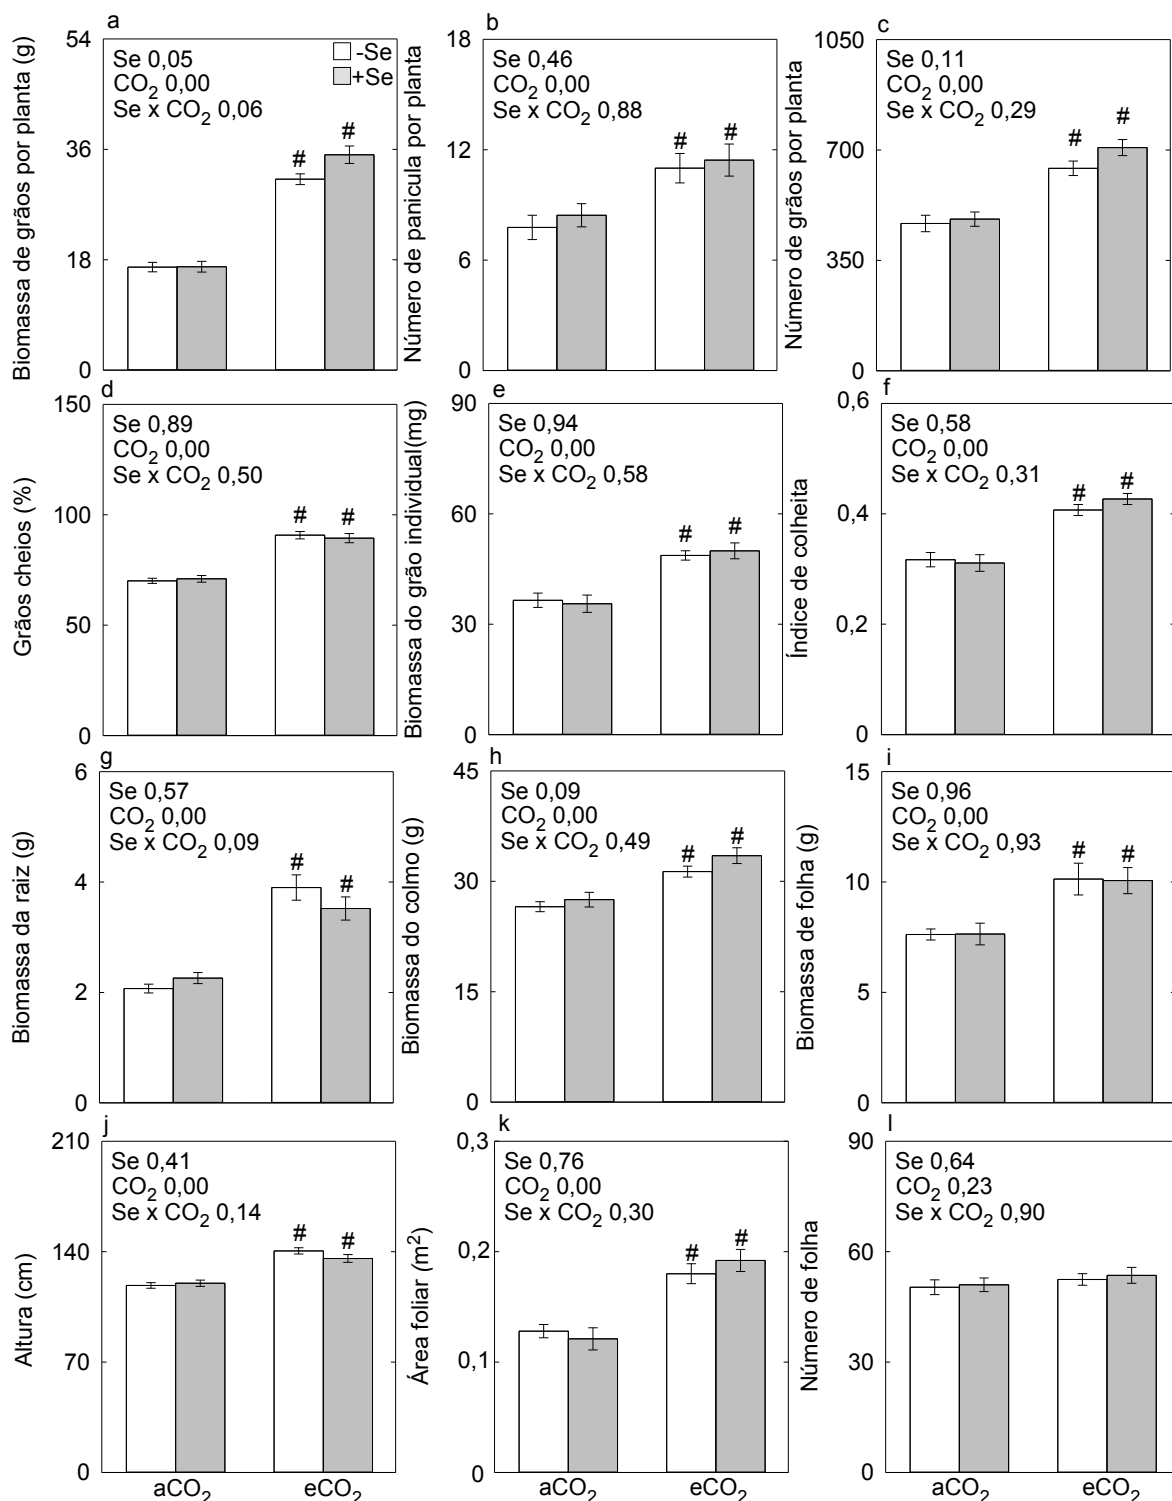 a
Biomassa de grãos por planta (g)
54
36
18
0
Se 0,05
CO₂ 0,00
Se x CO₂ 0,06
-Se
+Se
#
#
b
Número de panicula por planta
18
12
6
0
Se 0,46
CO₂ 0,00
Se x CO₂ 0,88
#
#
c
Número de grãos por planta
1050
700
350
0
Se 0,11
CO₂ 0,00
Se x CO₂ 0,29
#
#
d
Grãos cheios (%)
150
100
50
0
Se 0,89
CO₂ 0,00
Se x CO₂ 0,50
#
#
e
Biomassa do grão individual(mg)
90
60
30
0
Se 0,94
CO₂ 0,00
Se x CO₂ 0,58
#
#
f
Índice de colheita
0,6
0,4
0,2
0
Se 0,58
CO₂ 0,00
Se x CO₂ 0,31
#
#
g
Biomassa da raiz (g)
6
4
2
0
Se 0,57
CO₂ 0,00
Se x CO₂ 0,09
#
#
h
Biomassa do colmo (g)
45
30
15
0
Se 0,09
CO₂ 0,00
Se x CO₂ 0,49
#
#
i
Biomassa de folha (g)
15
10
5
0
Se 0,96
CO₂ 0,00
Se x CO₂ 0,93
#
#
j
Altura (cm)
210
140
70
0
Se 0,41
CO₂ 0,00
Se x CO₂ 0,14
#
#
aCO₂
eCO₂
k
Área foliar (m²)
0,3
0,2
0,1
0
Se 0,76
CO₂ 0,00
Se x CO₂ 0,30
#
#
aCO₂
eCO₂
l
Número de folha
90
60
30
0
Se 0,64
CO₂ 0,23
Se x CO₂ 0,90
aCO₂
eCO₂